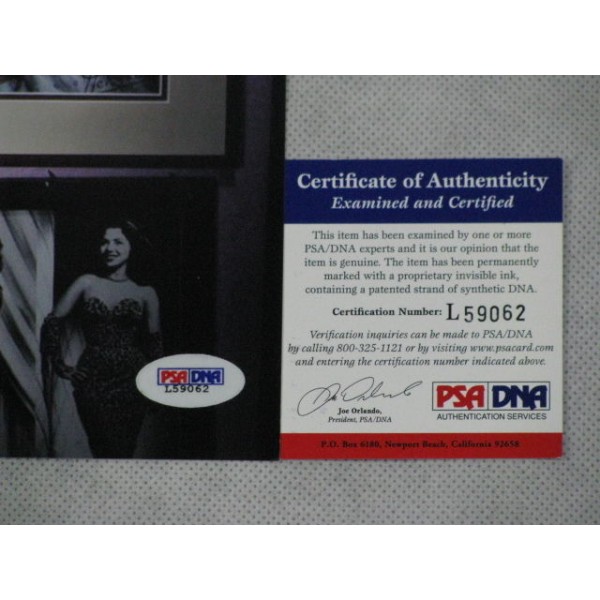 Certificate of Authenticity
Examined and Certified
This item has been examined by one or more
PSA/DNA experts and it is our opinion that the
item is genuine. The item has been permanently
marked with a proprietary invisible ink,
containing a patented strand of synthetic DNA.
Certification Number: L59062
Verification inquiries can be made to PSA/DNA
by calling 800-325-1121 or by visiting www.psacard.com
and entering the certification number indicated above.
Joe Orlando,
President, PSA/DNA
PSA DNA
AUTHENTICATION SERVICES
P.O. Box 6180, Newport Beach, California 92658
PSA DNA
L59062